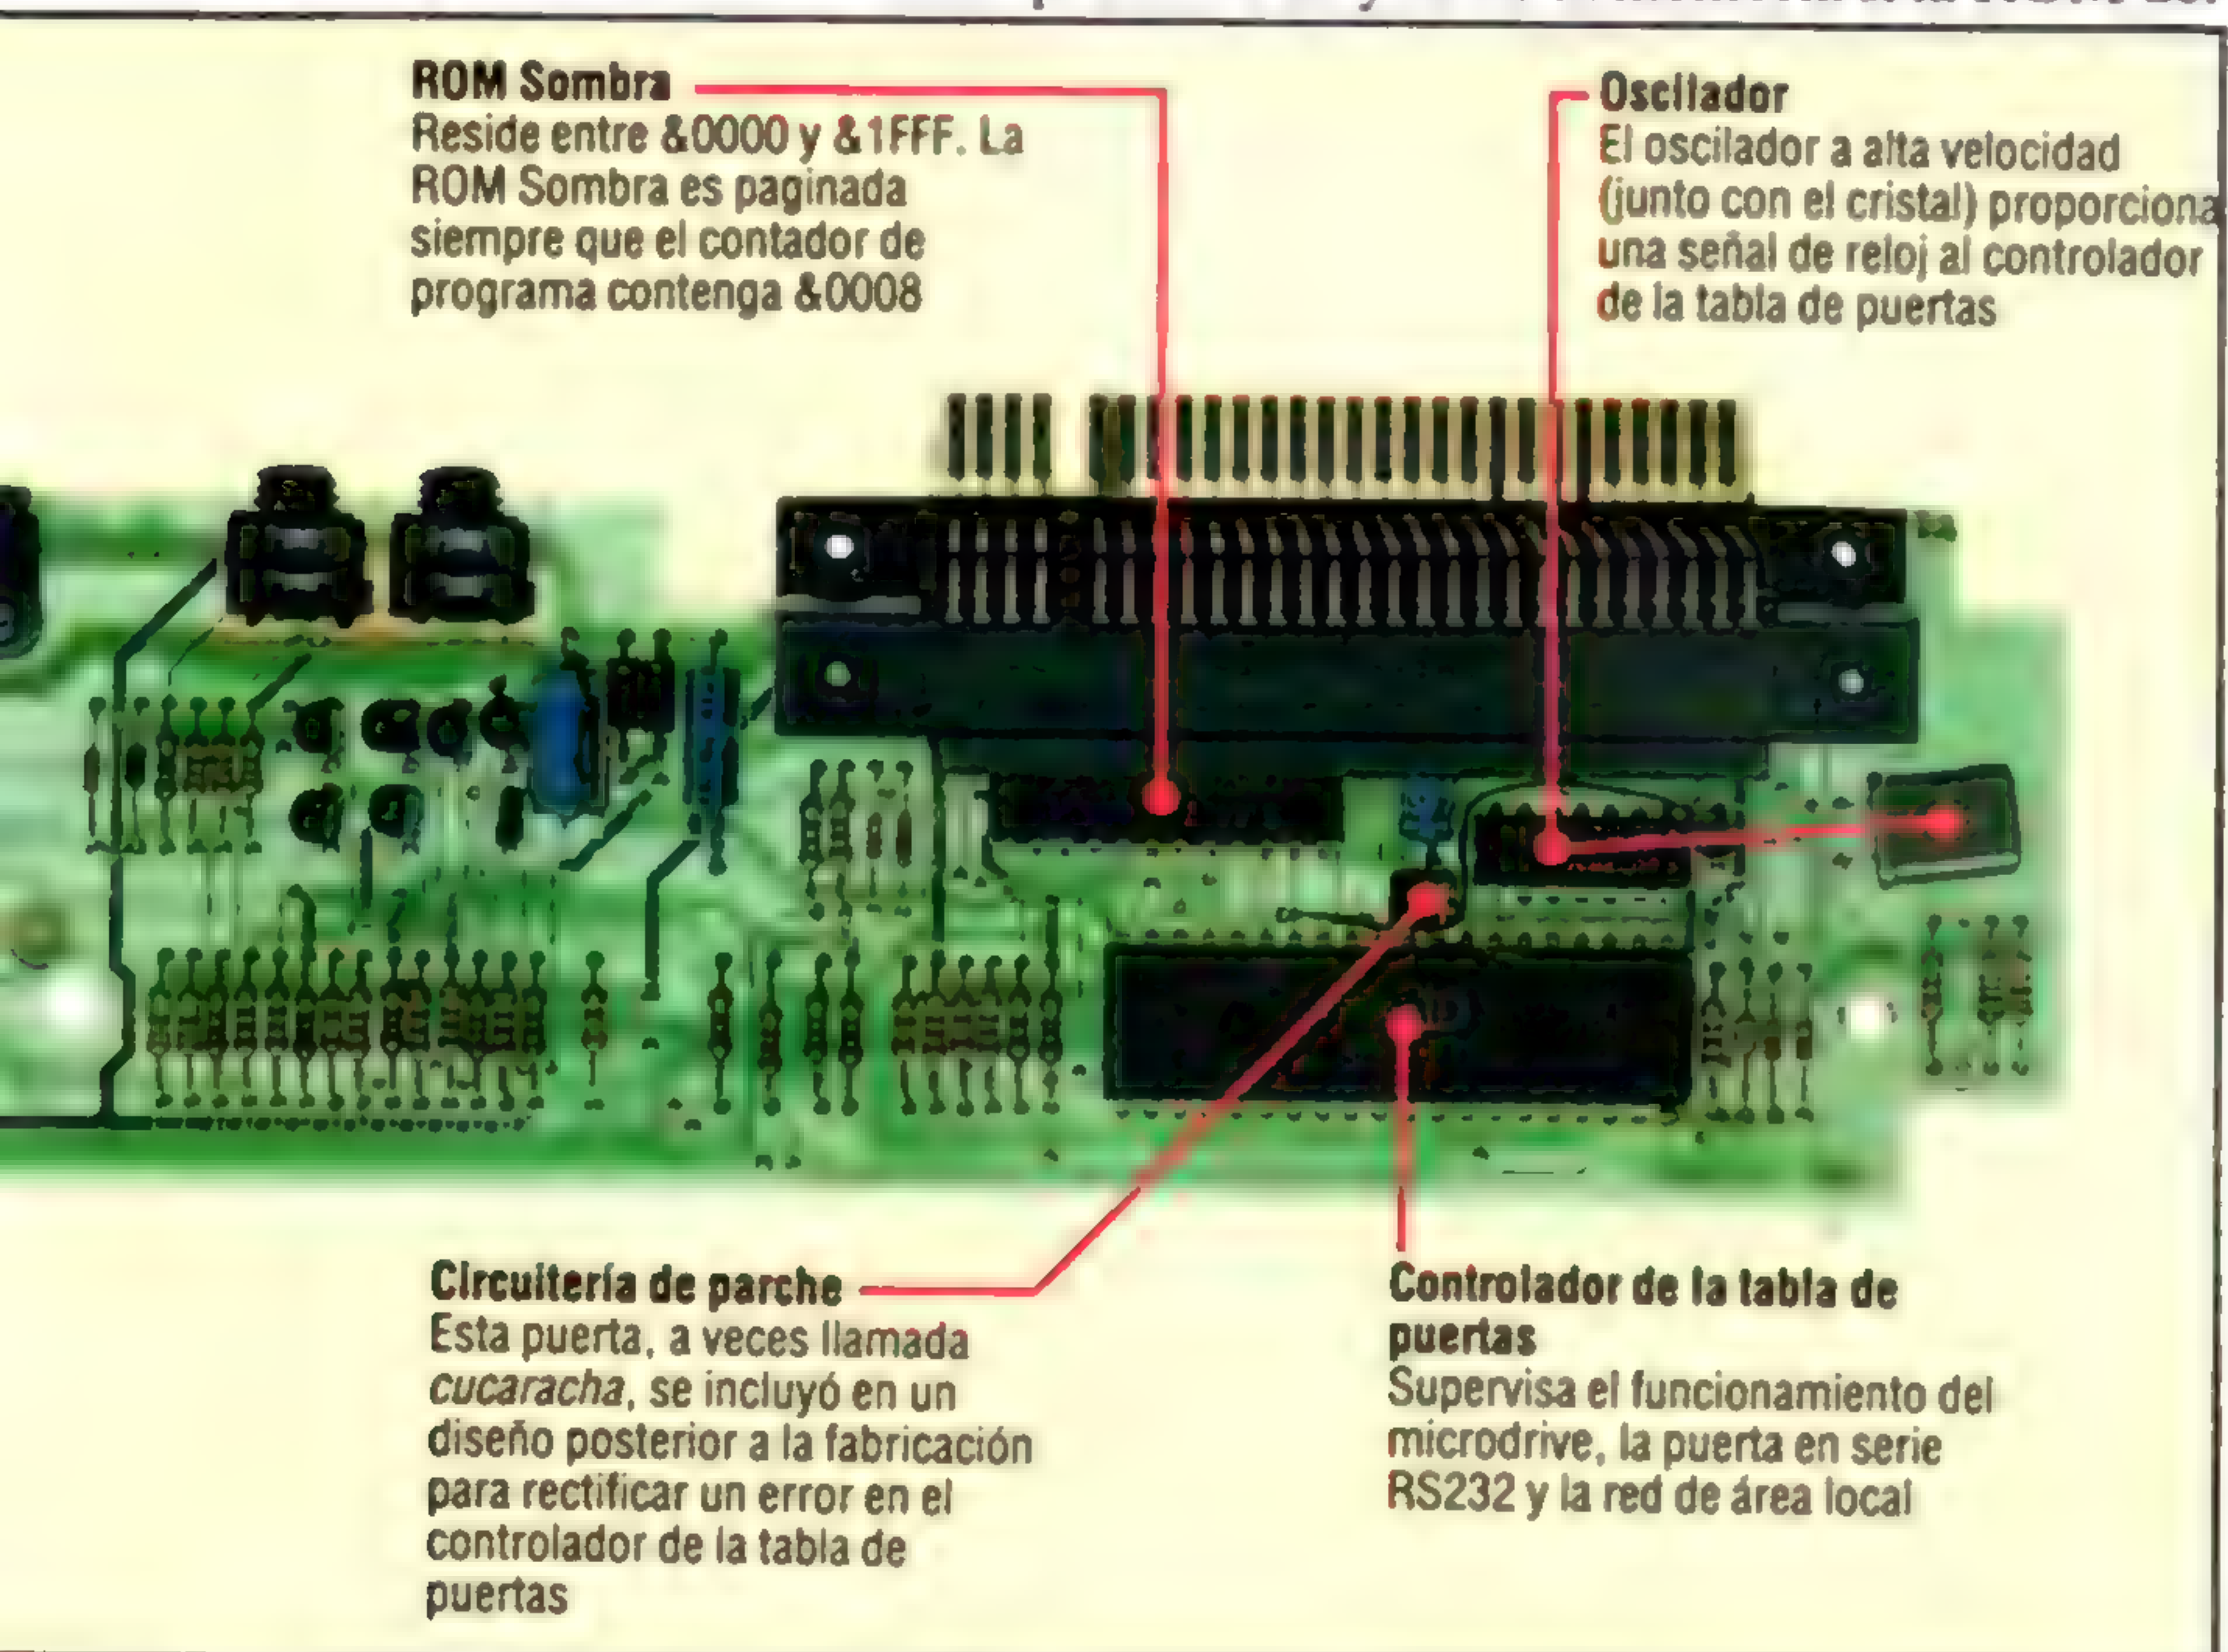 ROM Sombra
Reside entre &0000 y &1FFF. La
ROM Sombra es paginada
siempre que el contador de
programa contenga &0008
Oscilador
El oscilador a alta velocidad
(junto con el cristal) proporciona
una señal de reloj al controlador
de la tabla de puertas
Circuitería de parche
Esta puerta, a veces llamada
cucaracha, se incluyó en un
diseño posterior a la fabricación
para rectificar un error en el
controlador de la tabla de
puertas
Controlador de la tabla de
puertas
Supervisa el funcionamiento del
microdrive, la puerta en serie
RS232 y la red de área local